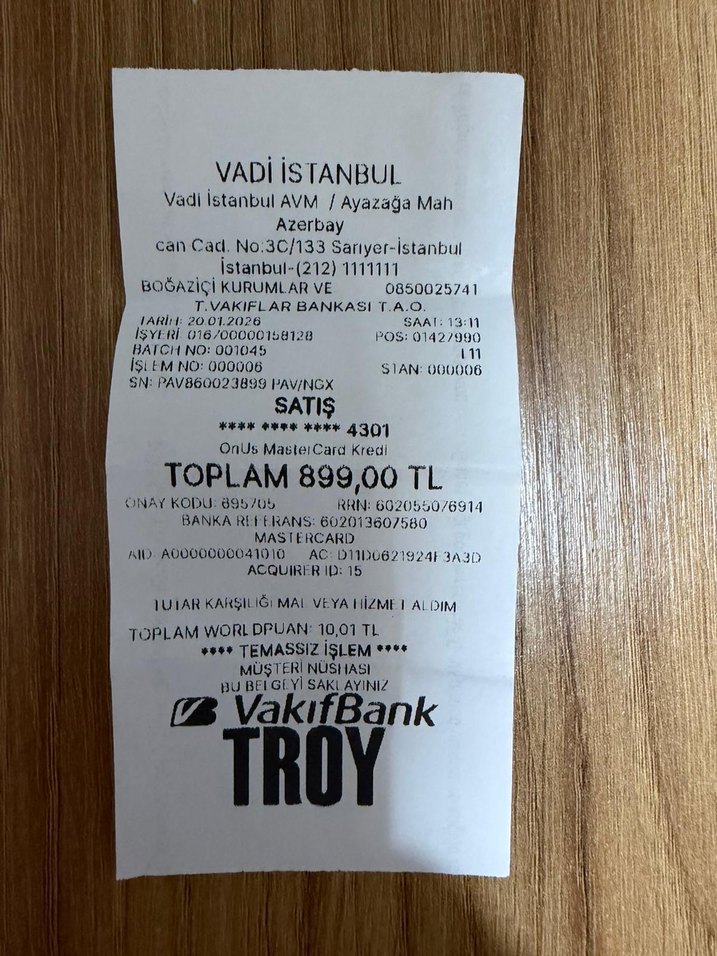 VADİ İSTANBUL
Vadi İstanbul AVM / Ayazağa Mah
Azerbay
can Cad. No:3C/133 Sarıyer-İstanbul
İstanbul-(212) 1111111
BOĞAZİÇİ KURUMLAR VE 0850025741
T.VAKIFLAR BANKASI T.A.O.
TARİH: 20.01.2026 SAAT: 13:11
İŞYERİ: 016700000158128 POS: 01427990
BATCH NO: 001045 L11
İŞLEM NO: 000006 STAN: 000006
SN: PAV860023899 PAV/NGX
SATIŞ
**** **** **** 4301
OnUs MasterCard Kredi
TOPLAM 899,00 TL
ONAY KODU: 895705 RRN: 602055076914
BANKA REFERANS: 602013607580
MASTERCARD
AID: A0000000041010 AC: D11D0621924F3A3D
ACQUIRER ID: 15
TUTAR KARŞILIĞI MAL VEYA HİZMET ALDIM
TOPLAM WORLDPUAN: 10,01 TL
**** TEMASSIZ İŞLEM ****
MÜŞTERİ NÜSHASI
BU BELGEYİ SAKLAYINIZ
VakıfBank
TROY